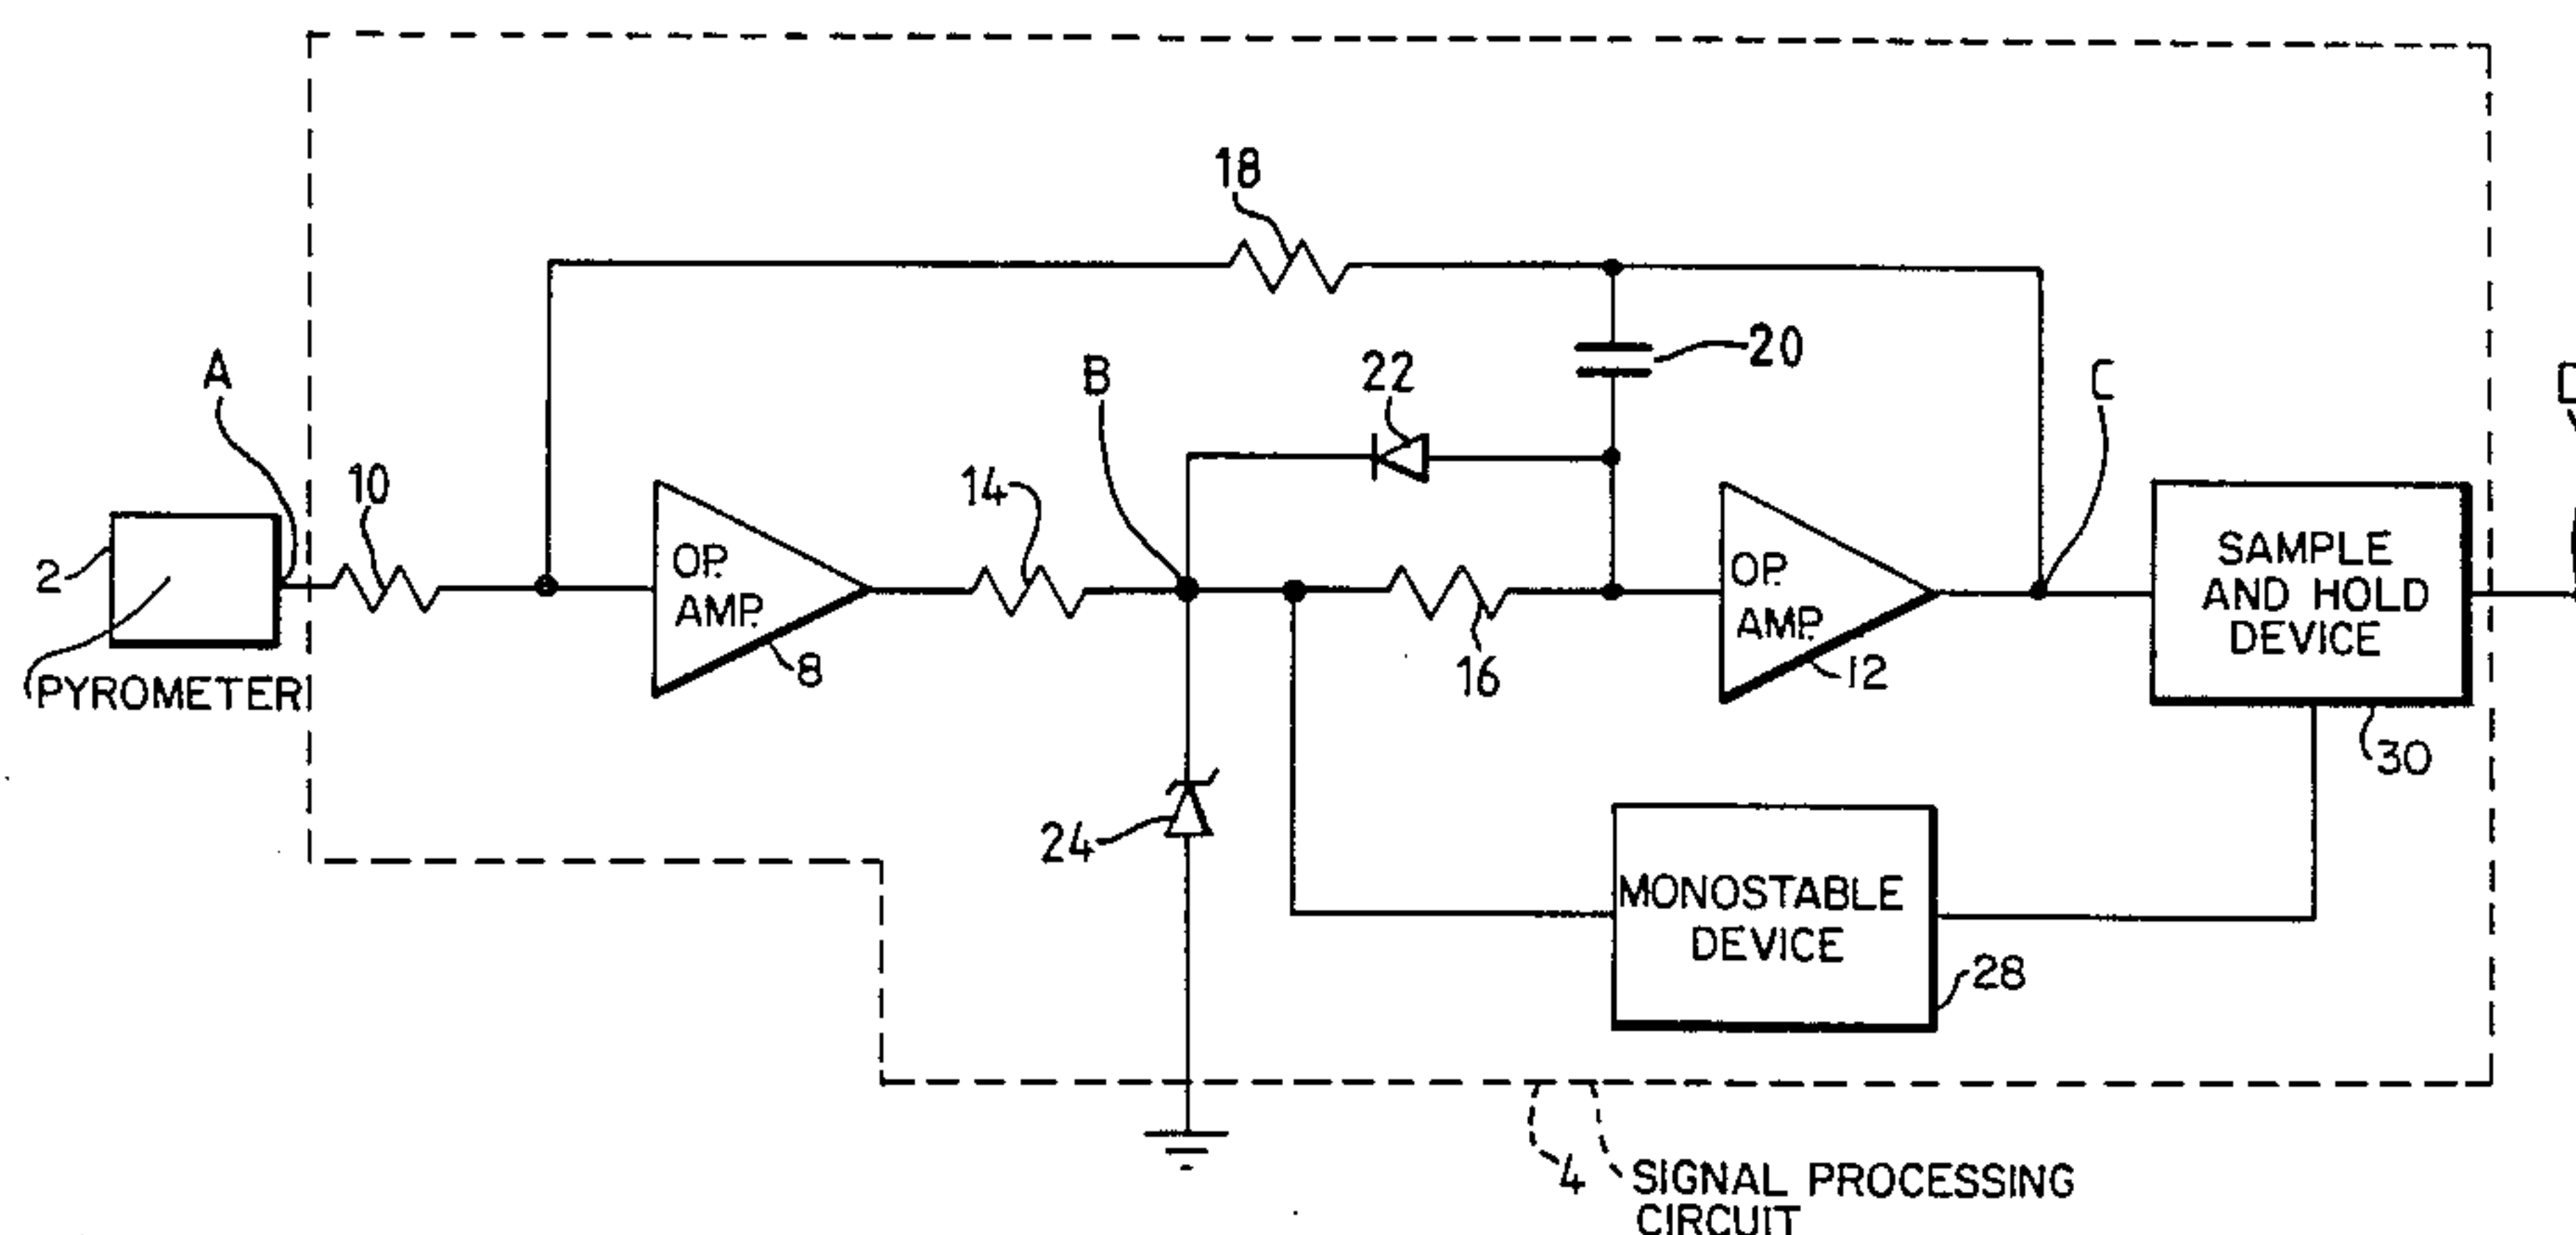 18
20
22
A
B
C
10
14
2
OP.
AMP.
8
16
OP.
AMP.
12
SAMPLE
AND HOLD
DEVICE
30
PYROMETER
24
MONOSTABLE
DEVICE
28
4
SIGNAL PROCESSING
CIRCUIT